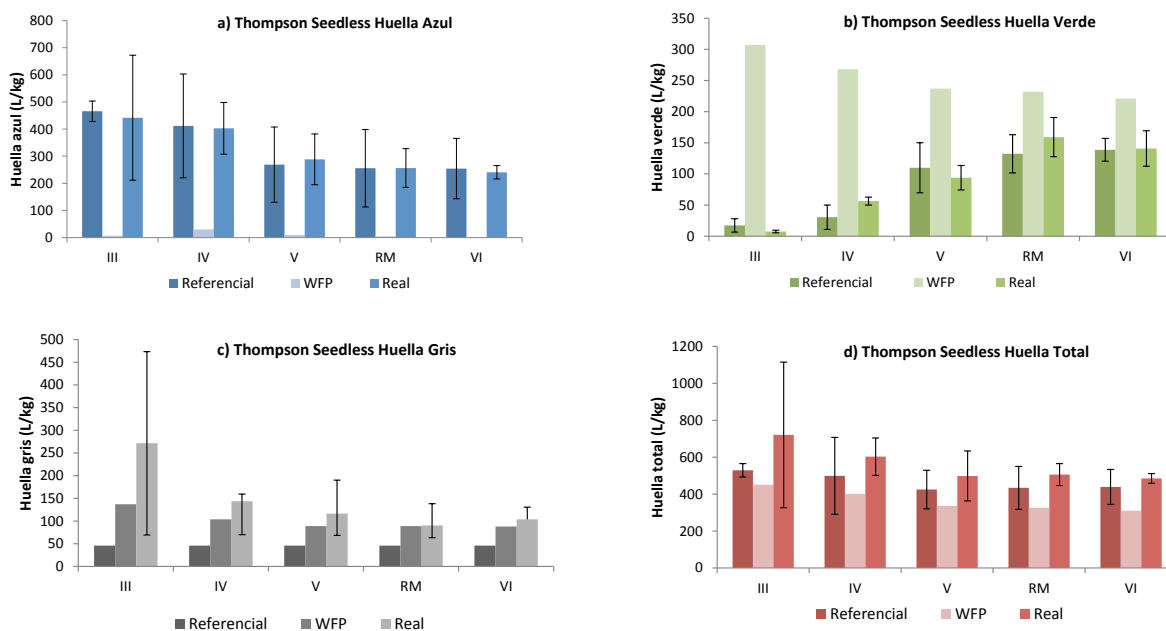 a) Thompson Seedless Huella Azul
Huella azul (L/kg)
800
700
600
500
400
300
200
100
0
III IV V RM VI
Referencial WFP Real
b) Thompson Seedless Huella Verde
Huella verde (L/kg)
350
300
250
200
150
100
50
0
III IV V RM VI
Referencial WFP Real
c) Thompson Seedless Huella Gris
Huella gris (L/kg)
500
450
400
350
300
250
200
150
100
50
0
III IV V RM VI
Referencial WFP Real
d) Thompson Seedless Huella Total
Huella total (L/kg)
1200
1000
800
600
400
200
0
III IV V RM VI
Referencial WFP Real